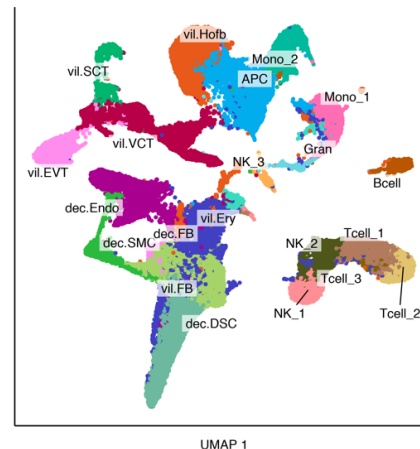 vil.Hofb
vil.SCT
Mono_2
APC
Mono_1
vil.VCT
Gran
vil.EVT
NK_3
Bcell
dec.Endo
vil.Ery
dec.FB
dec.SMC
NK_2
Tcell_1
Tcell_3
vil.FB
NK_1
Tcell_2
dec.DSC
UMAP 1